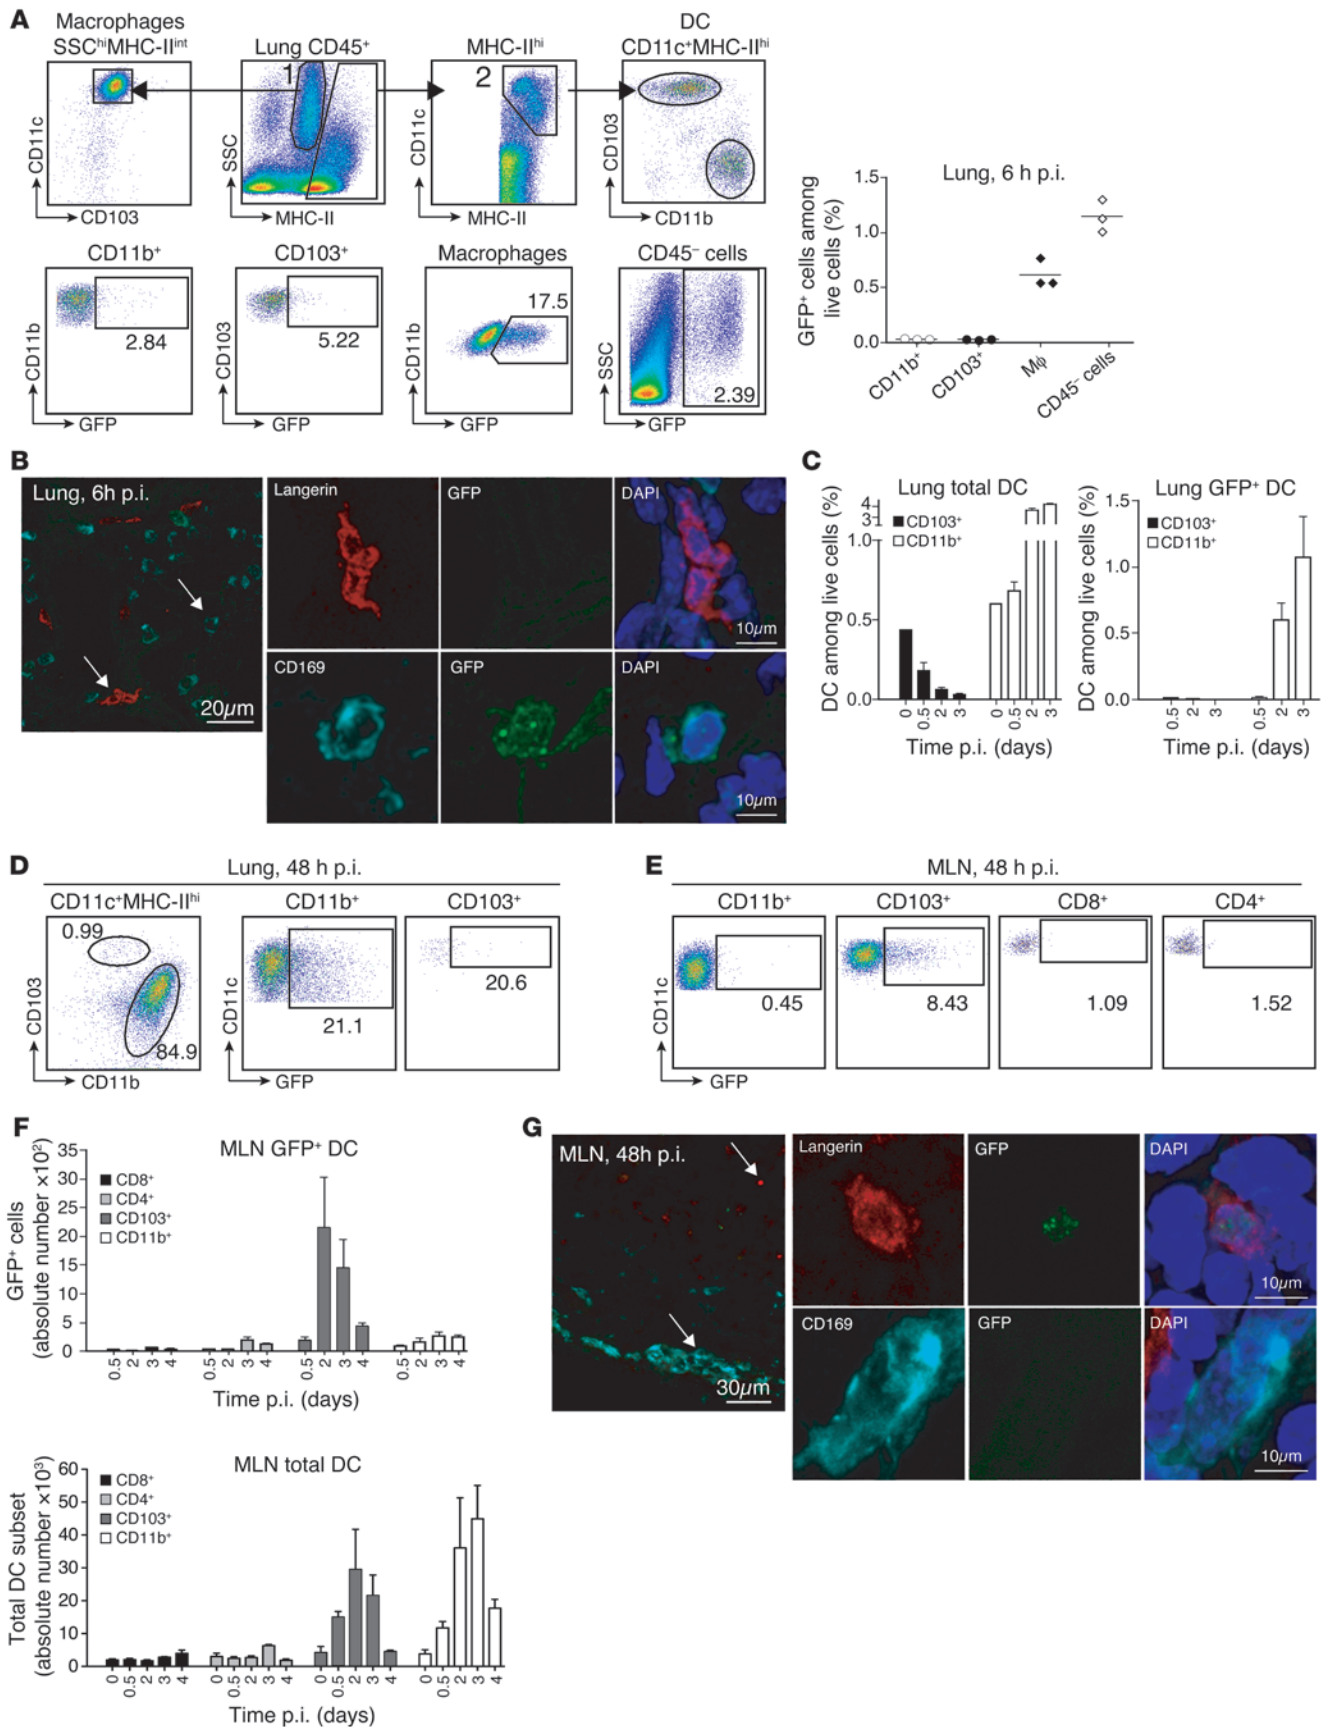 A
Macrophages
SSC^hi MHC-II^int
Lung CD45⁺
MHC-II^hi
DC
CD11c⁺MHC-II^hi
1
2
CD11c
CD103
SSC
MHC-II
CD11c
MHC-II
CD103
CD11b
CD11b⁺
CD103⁺
Macrophages
CD45⁻ cells
2.84
5.22
17.5
2.39
CD11b
GFP
CD103
GFP
CD11b
GFP
SSC
GFP
Lung, 6 h p.i.
GFP⁺ cells among
live cells (%)
1.5
1.0
0.5
0.0
CD11b⁺
CD103⁺
Mϕ
CD45⁻ cells
B
Lung, 6h p.i.
20µm
Langerin
GFP
DAPI
10µm
CD169
GFP
DAPI
10µm
C
Lung total DC
CD103⁺
CD11b⁺
DC among live cells (%)
4
3
1.0
0.5
0.0
0 0.5 2 3 0 0.5 2 3
Time p.i. (days)
Lung GFP⁺ DC
CD103⁺
CD11b⁺
DC among live cells (%)
1.5
1.0
0.5
0.0
0.5 2 3 0.5 2 3
Time p.i. (days)
D
Lung, 48 h p.i.
CD11c⁺MHC-II^hi
CD11b⁺
CD103⁺
0.99
84.9
21.1
20.6
CD103
CD11b
CD11c
GFP
E
MLN, 48 h p.i.
CD11b⁺
CD103⁺
CD8⁺
CD4⁺
0.45
8.43
1.09
1.52
CD11c
GFP
F
MLN GFP⁺ DC
CD8⁺
CD4⁺
CD103⁺
CD11b⁺
GFP⁺ cells
(absolute number ×10²)
35
30
25
20
15
10
5
0
0.5 2 3 4 0.5 2 3 4 0.5 2 3 4 0.5 2 3 4
Time p.i. (days)
MLN total DC
CD8⁺
CD4⁺
CD103⁺
CD11b⁺
Total DC subset
(absolute number ×10³)
60
50
40
30
20
10
0
0 0.5 2 3 4 0 0.5 2 3 4 0 0.5 2 3 4 0 0.5 2 3 4
Time p.i. (days)
G
MLN, 48h p.i.
30µm
Langerin
GFP
DAPI
10µm
CD169
GFP
DAPI
10µm